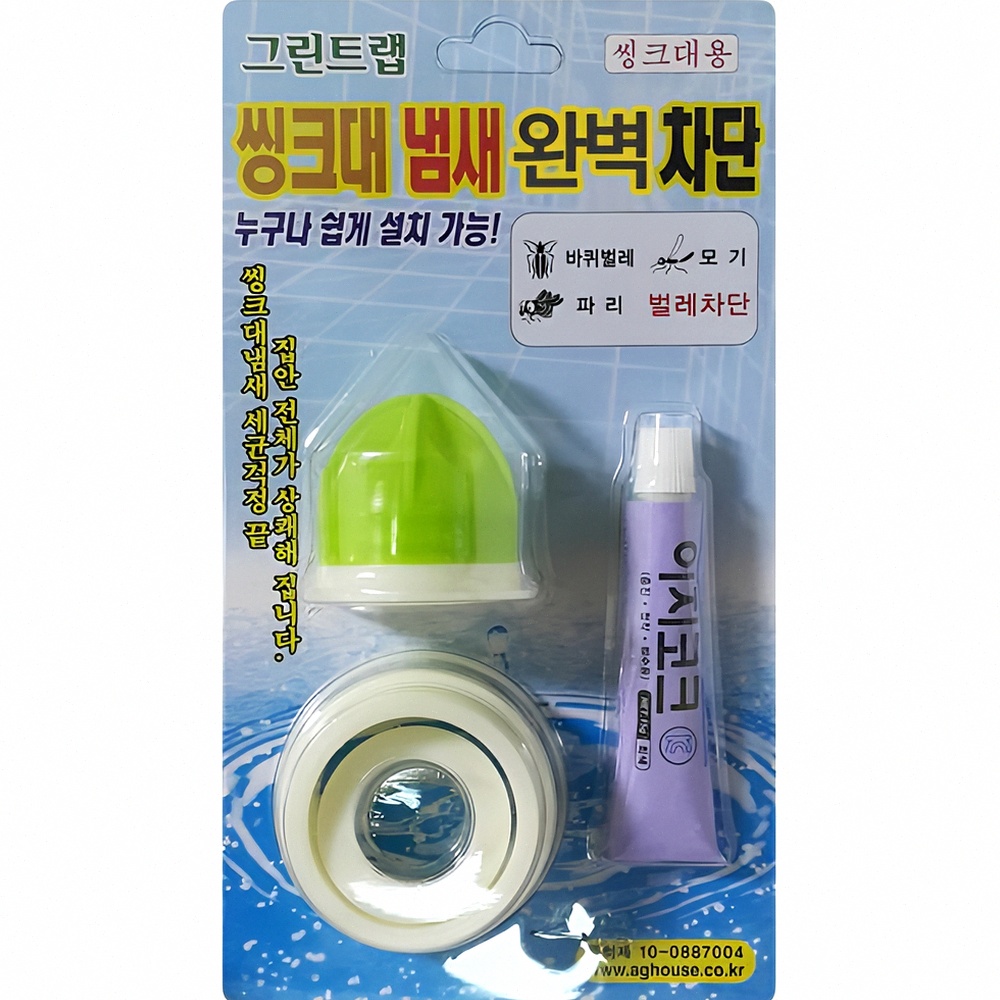 그린트랩
씽크대용
씽크대 냄새 완벽 차단
누구나 쉽게 설치 가능!
바퀴벌레
모기
파리
벌레차단
씽크대냄새 세균걱정 끝
집안 전체가 상쾌해 집니다.
이지코크
10-0887004
www.aghouse.co.kr